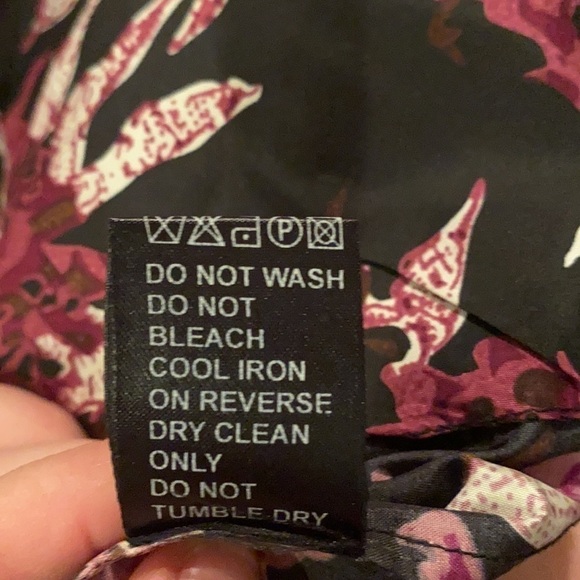 P
DO NOT WASH
DO NOT
BLEACH
COOL IRON
ON REVERSE
DRY CLEAN
ONLY
DO NOT
TUMBLE DRY